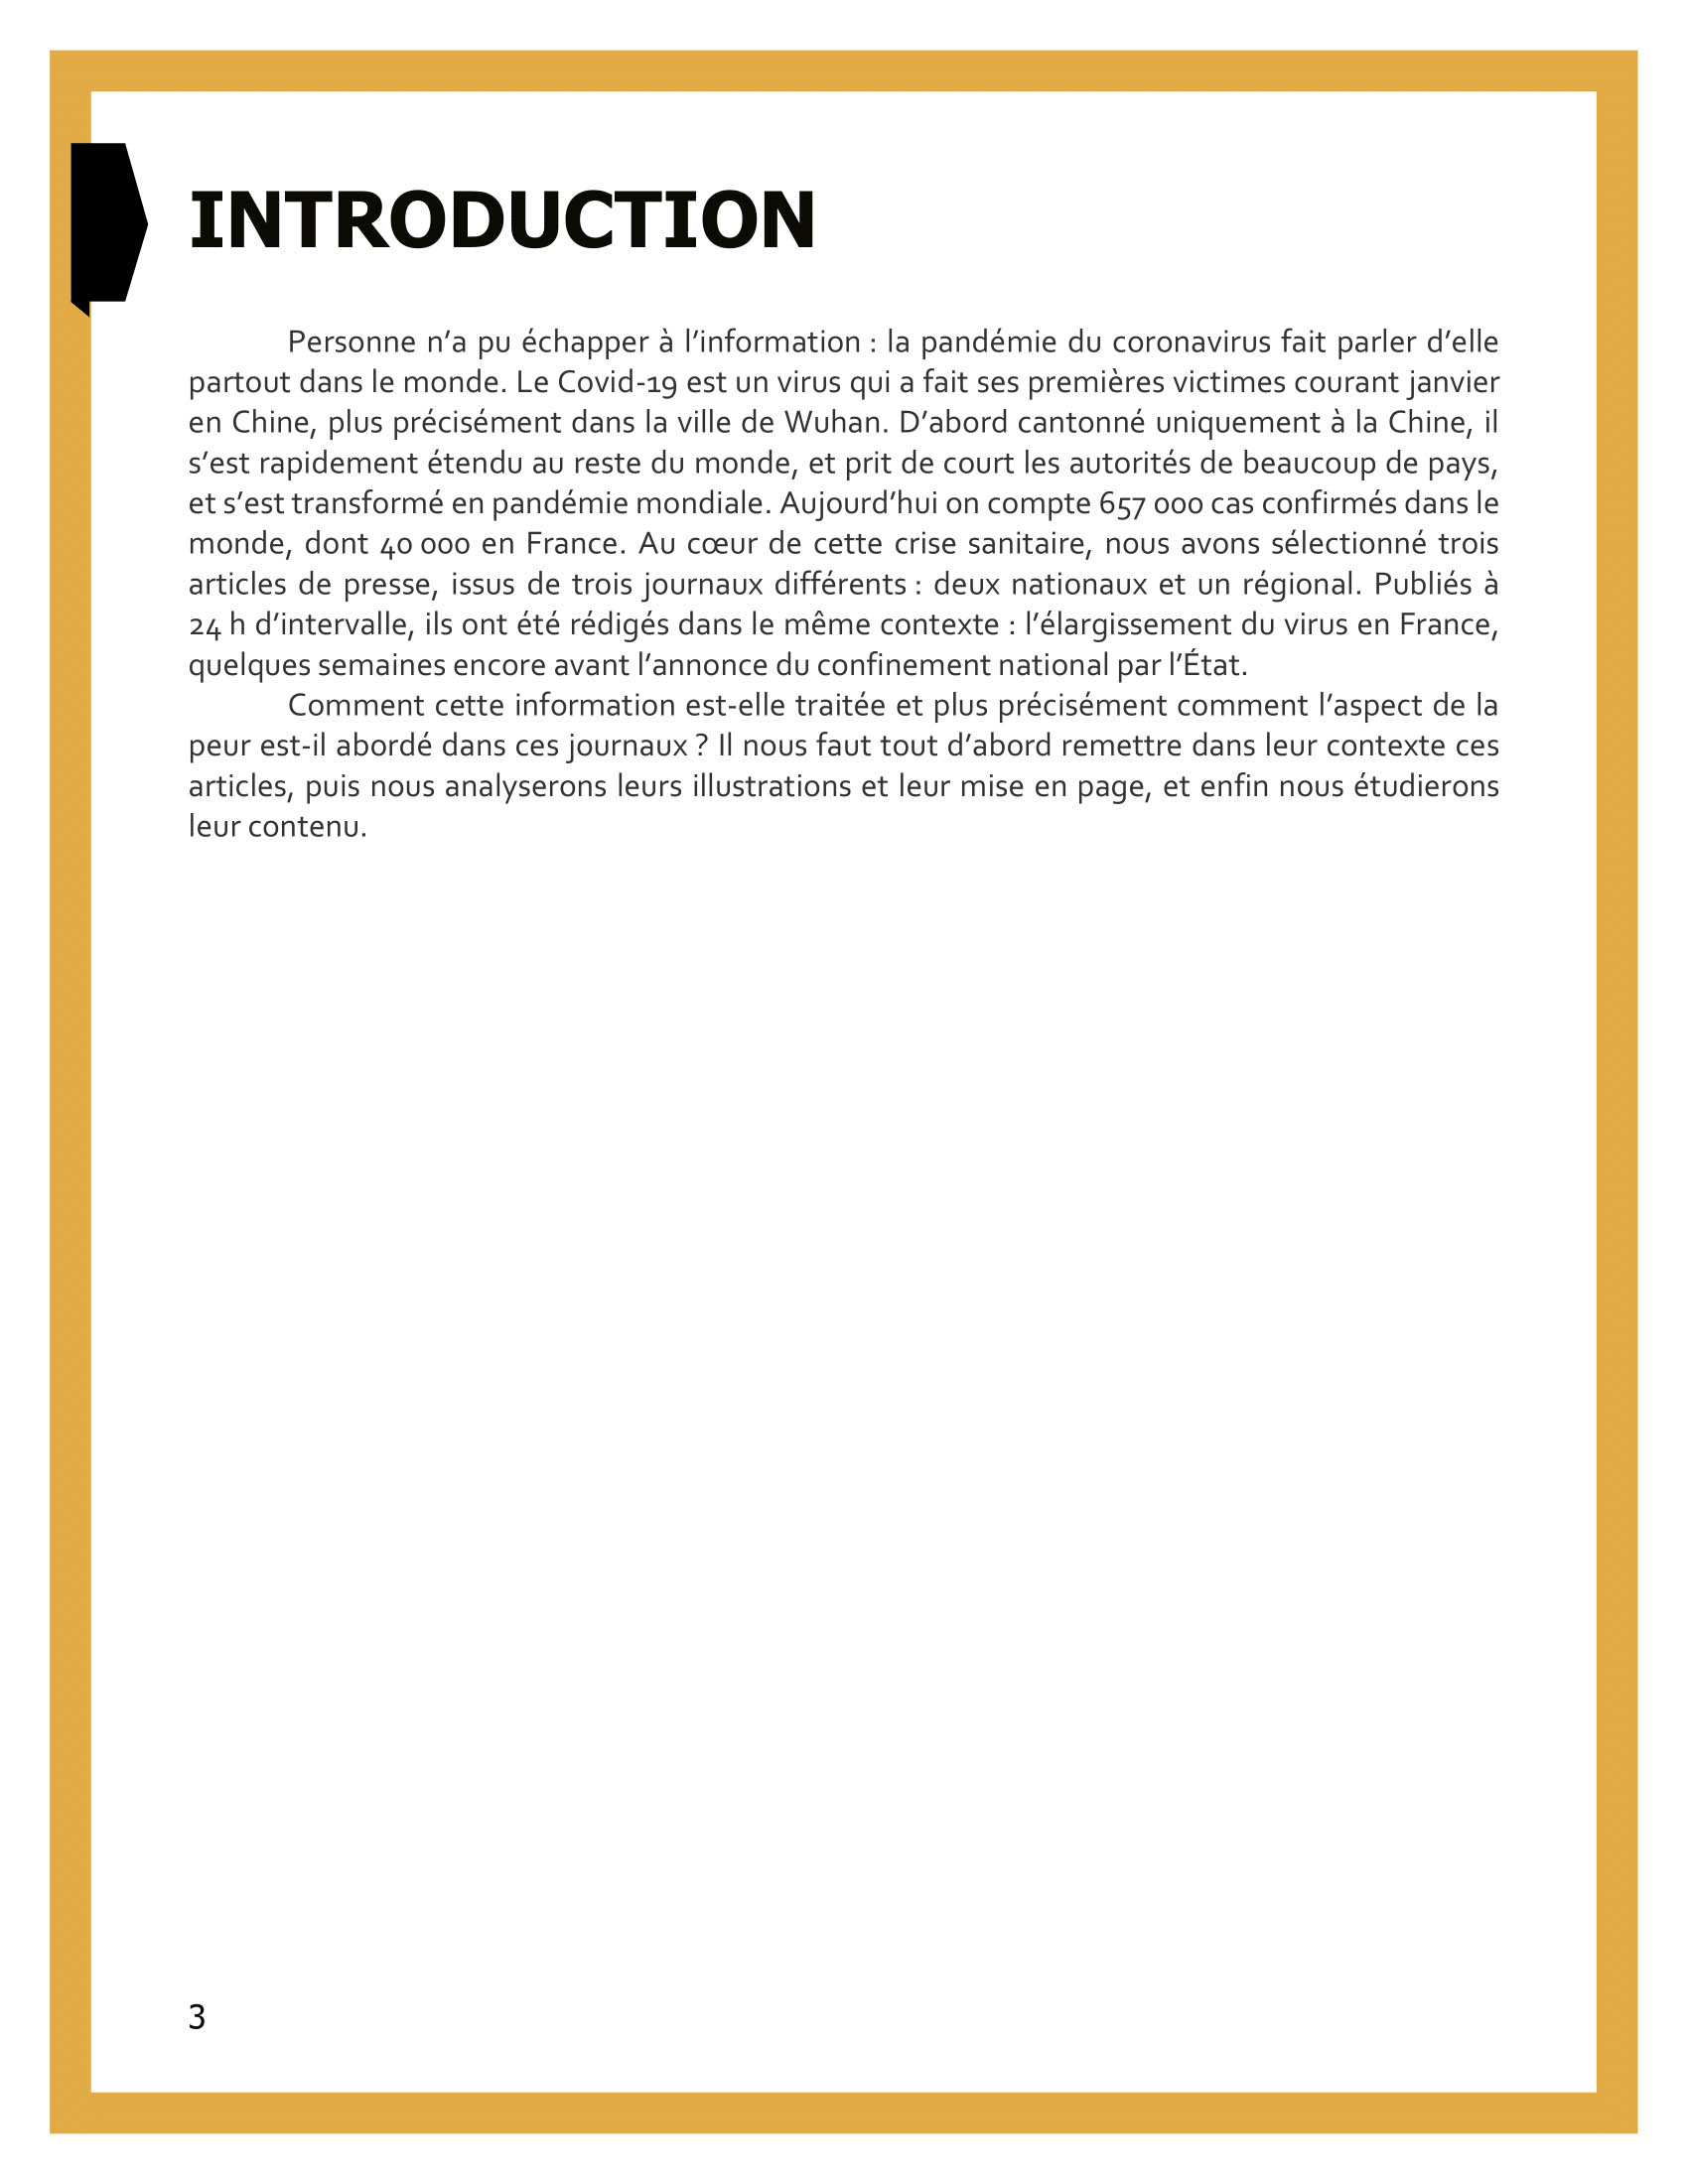 INTRODUCTION
Personne n’a pu échapper à l’information : la pandémie du coronavirus fait parler d’elle
partout dans le monde. Le Covid-19 est un virus qui a fait ses premières victimes courant janvier
en Chine, plus précisément dans la ville de Wuhan. D’abord cantonné uniquement à la Chine, il
s’est rapidement étendu au reste du monde, et prit de court les autorités de beaucoup de pays,
et s’est transformé en pandémie mondiale. Aujourd’hui on compte 657 000 cas confirmés dans le
monde, dont 40 000 en France. Au cœur de cette crise sanitaire, nous avons sélectionné trois
articles de presse, issus de trois journaux différents : deux nationaux et un régional. Publiés à
24 h d’intervalle, ils ont été rédigés dans le même contexte : l’élargissement du virus en France,
quelques semaines encore avant l’annonce du confinement national par l’État.
Comment cette information est-elle traitée et plus précisément comment l’aspect de la
peur est-il abordé dans ces journaux ? Il nous faut tout d’abord remettre dans leur contexte ces
articles, puis nous analyserons leurs illustrations et leur mise en page, et enfin nous étudierons
leur contenu.
3